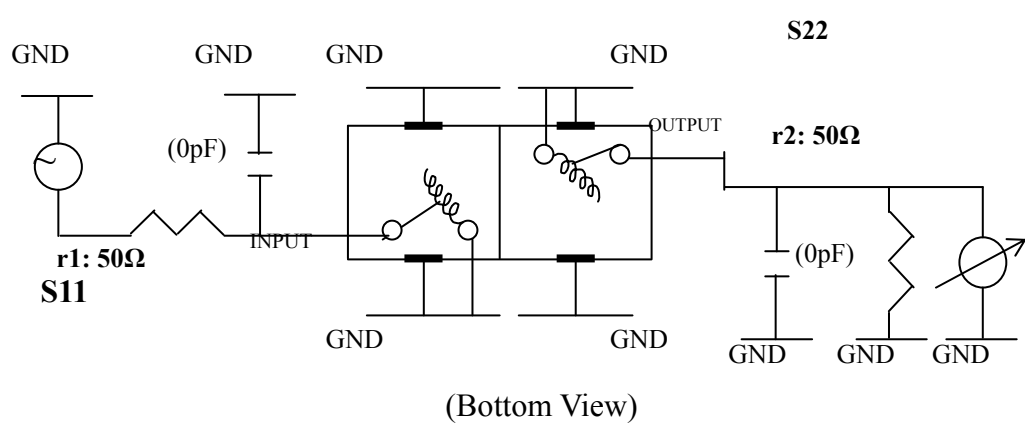 S22
GND GND GND GND
OUTPUT
(0pF) r2: 50Ω
INPUT
r1: 50Ω (0pF)
S11
GND GND
GND GND GND
(Bottom View)